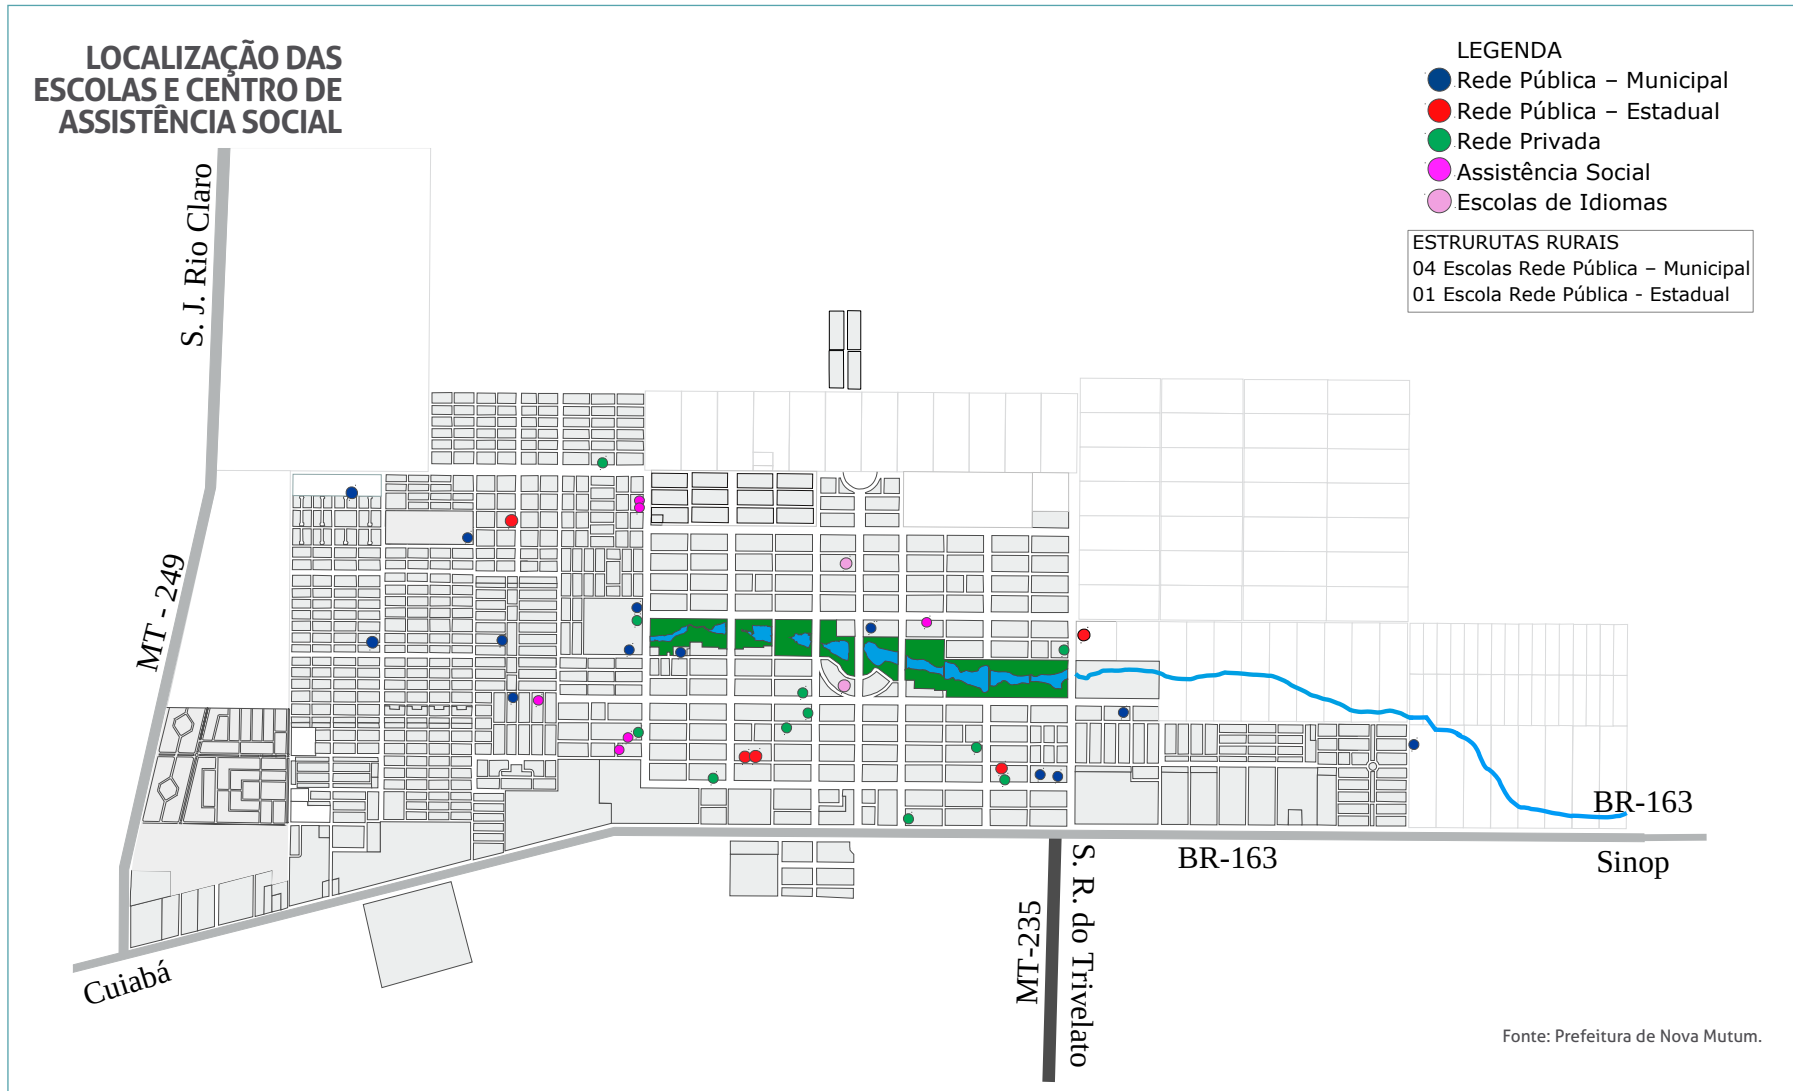 LOCALIZAÇÃO DAS
ESCOLAS E CENTRO DE
ASSISTÊNCIA SOCIAL
LEGENDA
Rede Pública – Municipal
Rede Pública – Estadual
Rede Privada
Assistência Social
Escolas de Idiomas
ESTRURUTAS RURAIS
04 Escolas Rede Pública – Municipal
01 Escola Rede Pública - Estadual
S. J. Rio Claro
MT - 249
Cuiabá
BR-163
BR-163
Sinop
MT-235
S. R. do Trivelato
Fonte: Prefeitura de Nova Mutum.